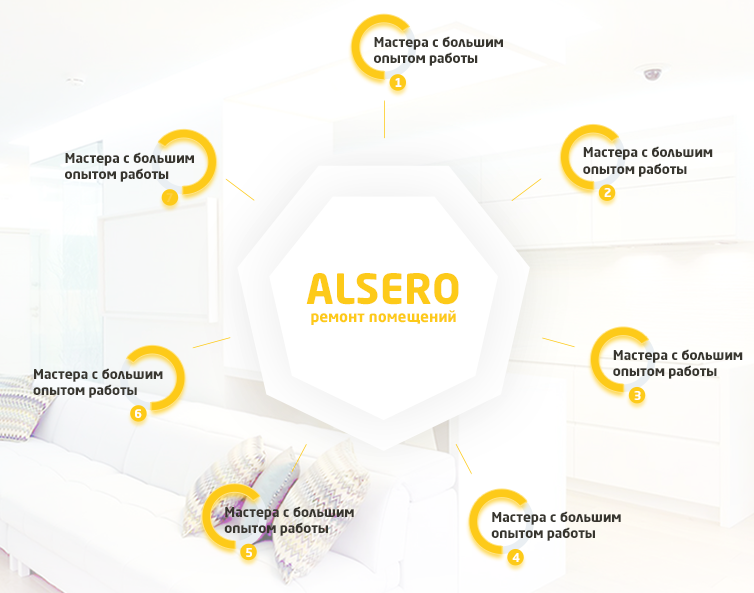 Мастера с большим
опытом работы
1
Мастера с большим
опытом работы
2
Мастера с большим
опытом работы
3
Мастера с большим
опытом работы
4
Мастера с большим
опытом работы
5
Мастера с большим
опытом работы
6
Мастера с большим
опытом работы
7
ALSERO
ремонт помещений